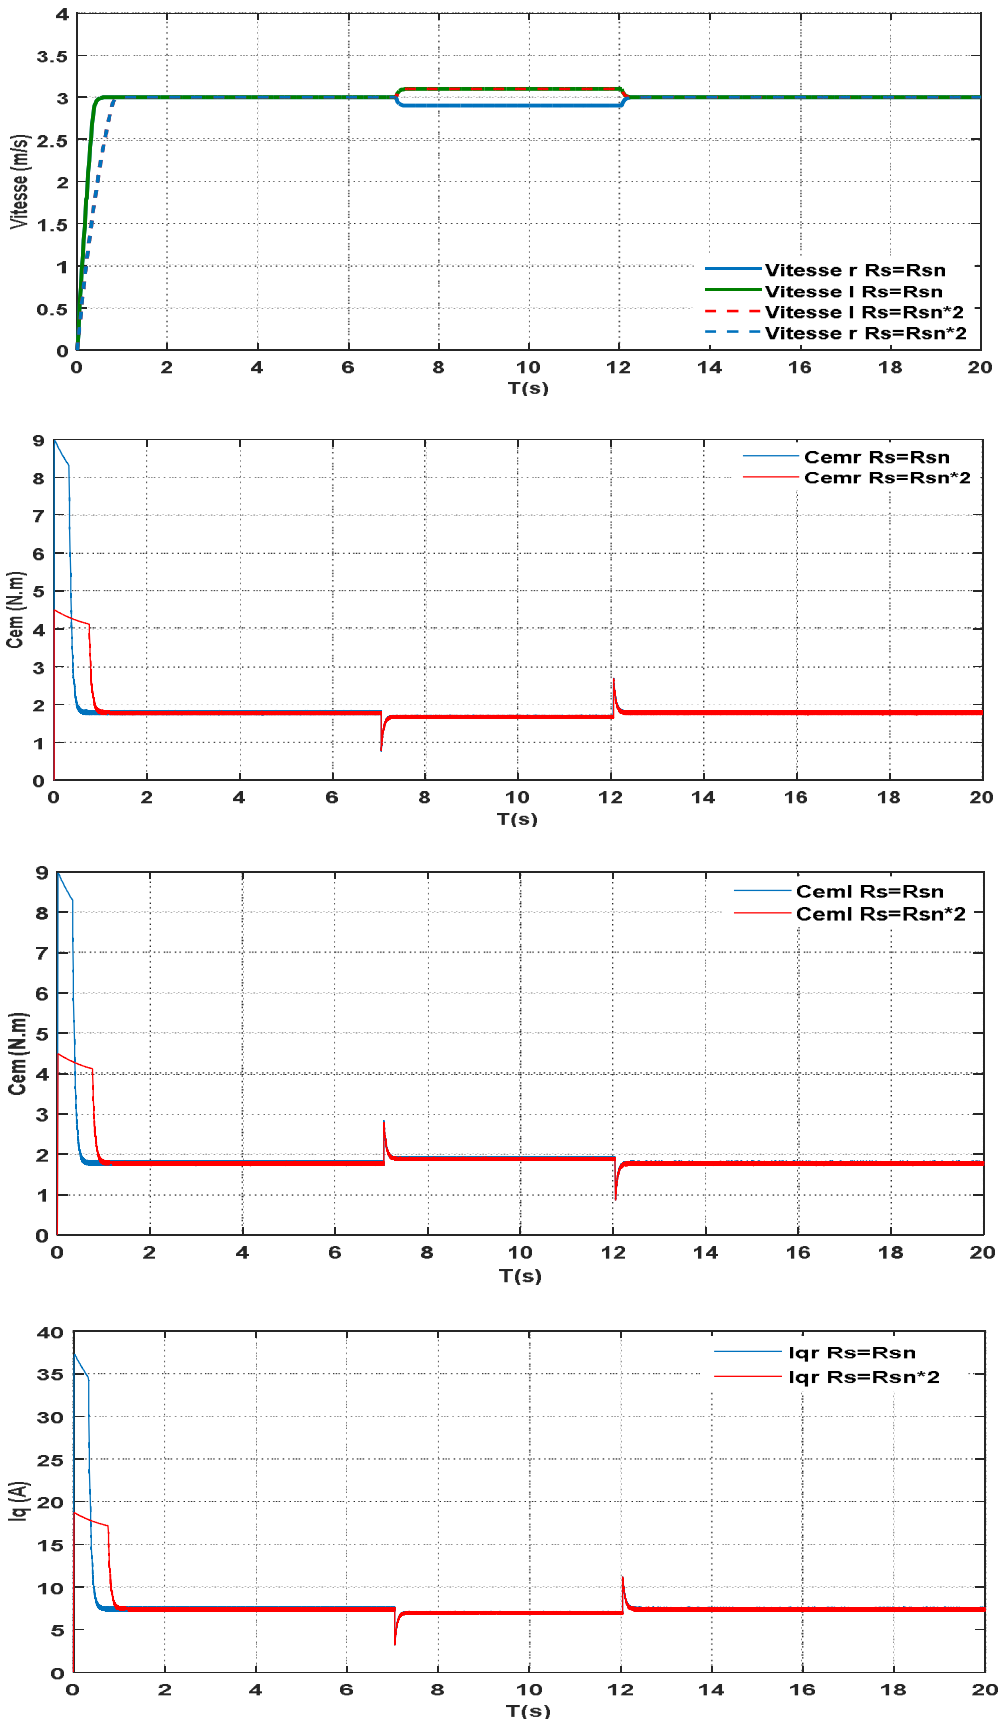 4
3.5
3
2.5
2
1.5
1
0.5
0
Vitesse (m/s)
Vitesse r Rs=Rsn
Vitesse l Rs=Rsn
Vitesse l Rs=Rsn*2
Vitesse r Rs=Rsn*2
0 2 4 6 8 10 12 14 16 18 20
T(s)
9
8
7
6
5
4
3
2
1
0
Cem (N.m)
Cemr Rs=Rsn
Cemr Rs=Rsn*2
0 2 4 6 8 10 12 14 16 18 20
T(s)
9
8
7
6
5
4
3
2
1
0
Cem (N.m)
Ceml Rs=Rsn
Ceml Rs=Rsn*2
0 2 4 6 8 10 12 14 16 18 20
T(s)
40
35
30
25
20
15
10
5
0
Iq (A)
Iqr Rs=Rsn
Iqr Rs=Rsn*2
0 2 4 6 8 10 12 14 16 18 20
T(s)